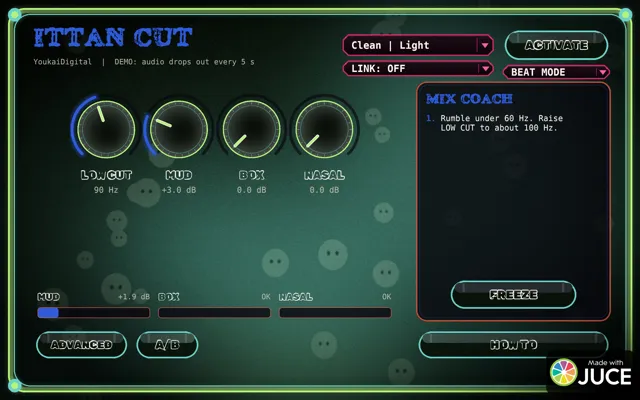 ITTAN CUT
YoukaiDigital | DEMO: audio drops out every 5 s
Clean | Light
ACTIVATE
LINK: OFF
BEAT MODE
LOW CUT
MUD
BOX
NASAL
90 Hz
+3.0 dB
0.0 dB
0.0 dB
MIX COACH
1. Rumble under 60 Hz. Raise
LOW CUT to about 100 Hz.
FREEZE
MUD
+1.9 dB
BOX
OK
NASAL
OK
ADVANCED
A/B
HOW TO
Made with
JUCE